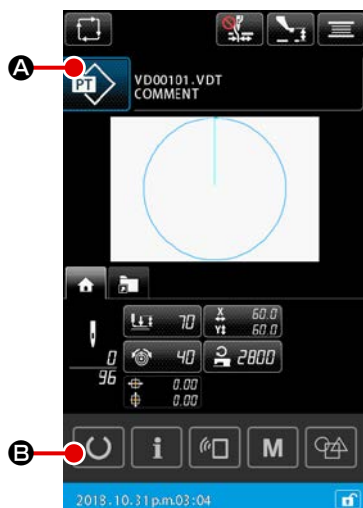 A
PT
VD00101.VDT
COMMENT
70
X 60.0
Y 60.0
0
96
40
2800
0.00
0.00
B
i
M
2018.10.31 p.m.03:04